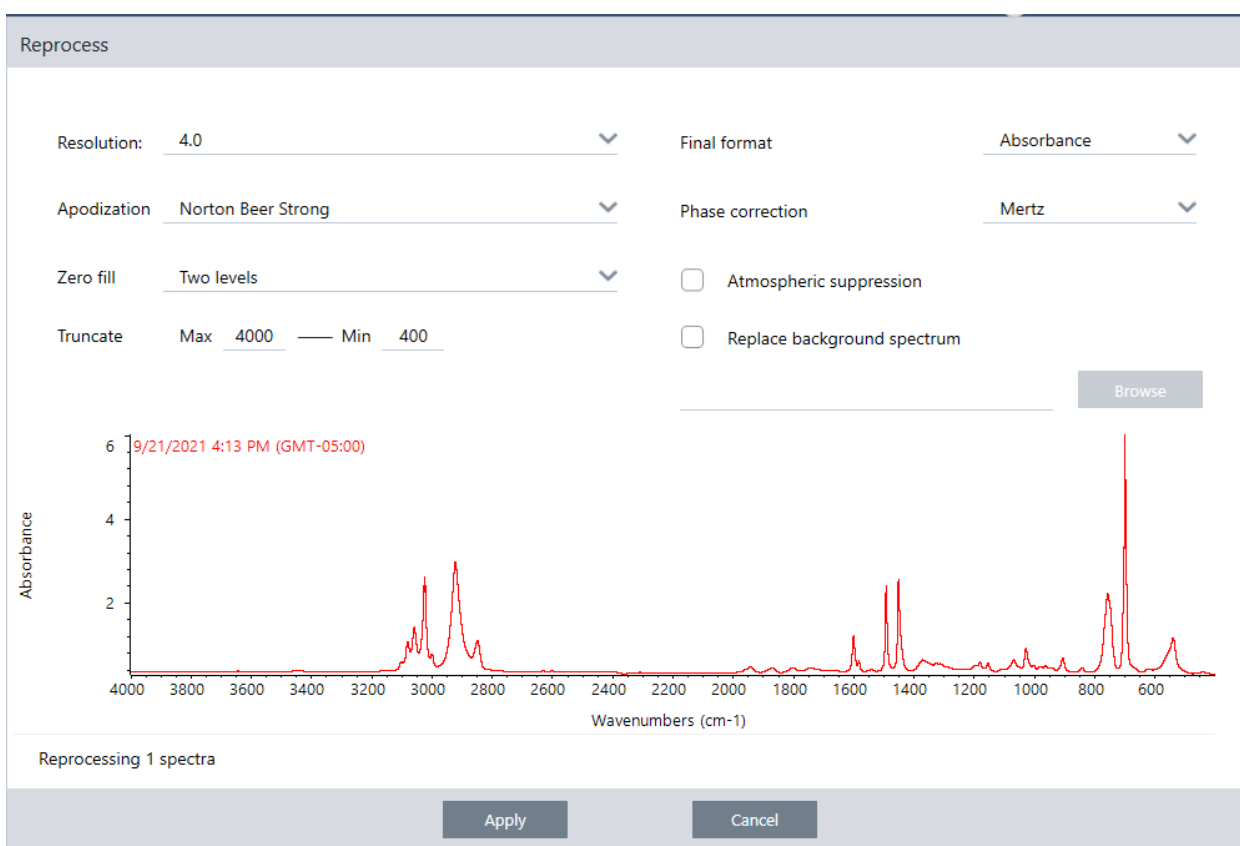 Reprocess
Resolution: 4.0
Final format Absorbance
Apodization Norton Beer Strong
Phase correction Mertz
Zero fill Two levels
Atmospheric suppression
Truncate Max 4000 Min 400
Replace background spectrum
Browse
9/21/2021 4:13 PM (GMT-05:00)
6
4
2
Absorbance
4000 3800 3600 3400 3200 3000 2800 2600 2400 2200 2000 1800 1600 1400 1200 1000 800 600
Wavenumbers (cm-1)
Reprocessing 1 spectra
Apply Cancel